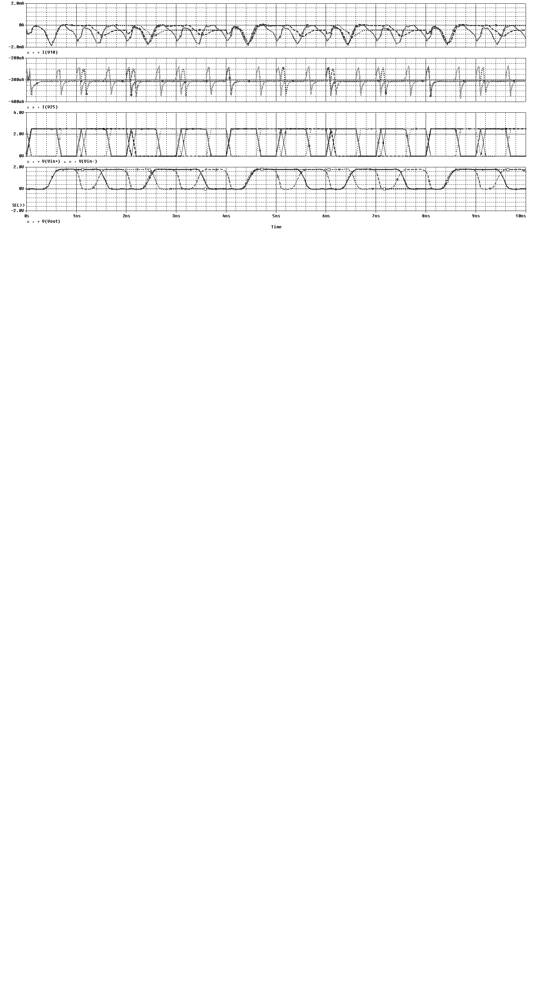 2.0mA
0A
-2.0mA
I(V18)
-200uA
-300uA
-400uA
I(V25)
4.0V
2.0V
0V
V(Vin+) V(Vin-)
2.0V
0V
SEL>>
-2.0V
0s 1ns 2ns 3ns 4ns 5ns 6ns 7ns 8ns 9ns 10ns
V(Vout)
Time